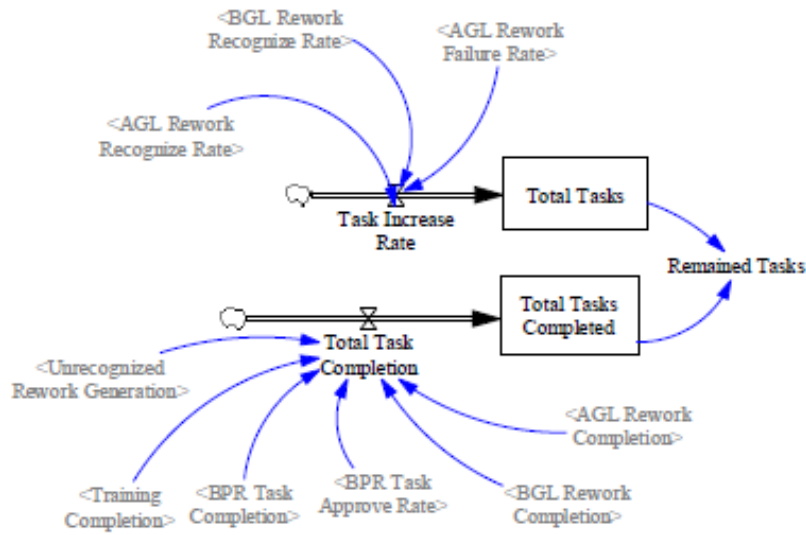 <BGL Rework
Recognize Rate>
<AGL Rework
Failure Rate>
<AGL Rework
Recognize Rate>
Task Increase
Rate
Total Tasks
Remained Tasks
Total Tasks
Completed
Total Task
Completion
<Unrecognized
Rework Generation>
<AGL Rework
Completion>
<Training
Completion>
<BPR Task
Completion>
<BPR Task
Approve Rate>
<BGL Rework
Completion>